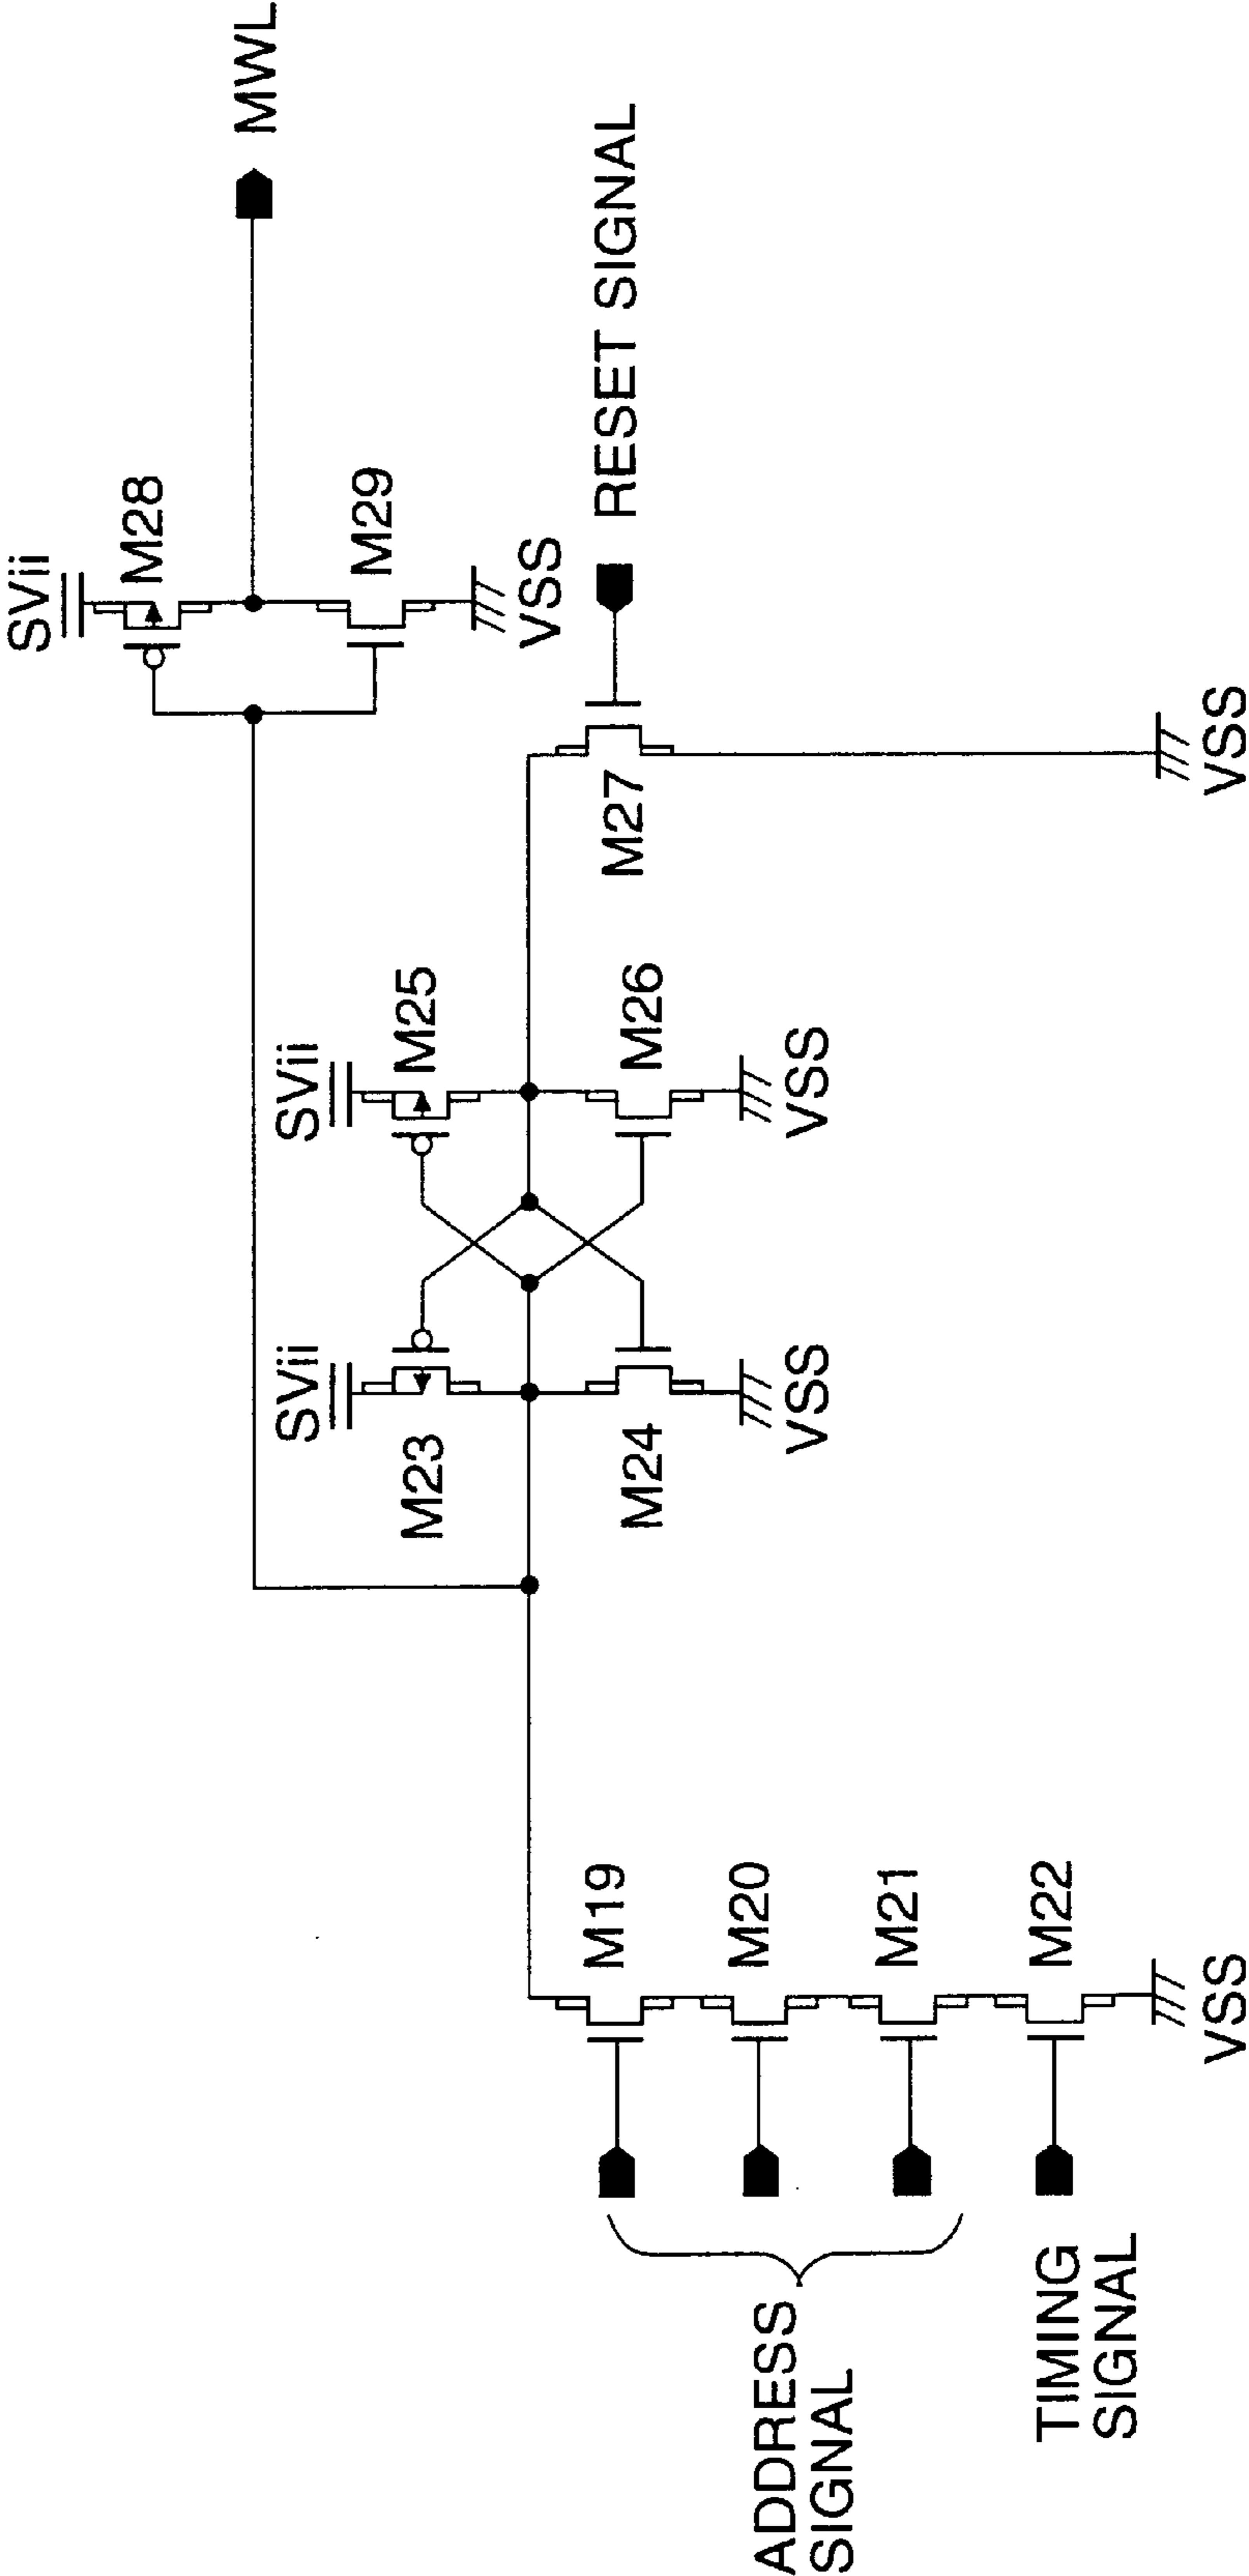 SVii
M28
MWL
M29
VSS
SVii
M23
SVii
M25
RESET SIGNAL
M24
M26
M27
VSS
VSS
M19
M20
M21
M22
ADDRESS
SIGNAL
TIMING
SIGNAL
VSS
VSS